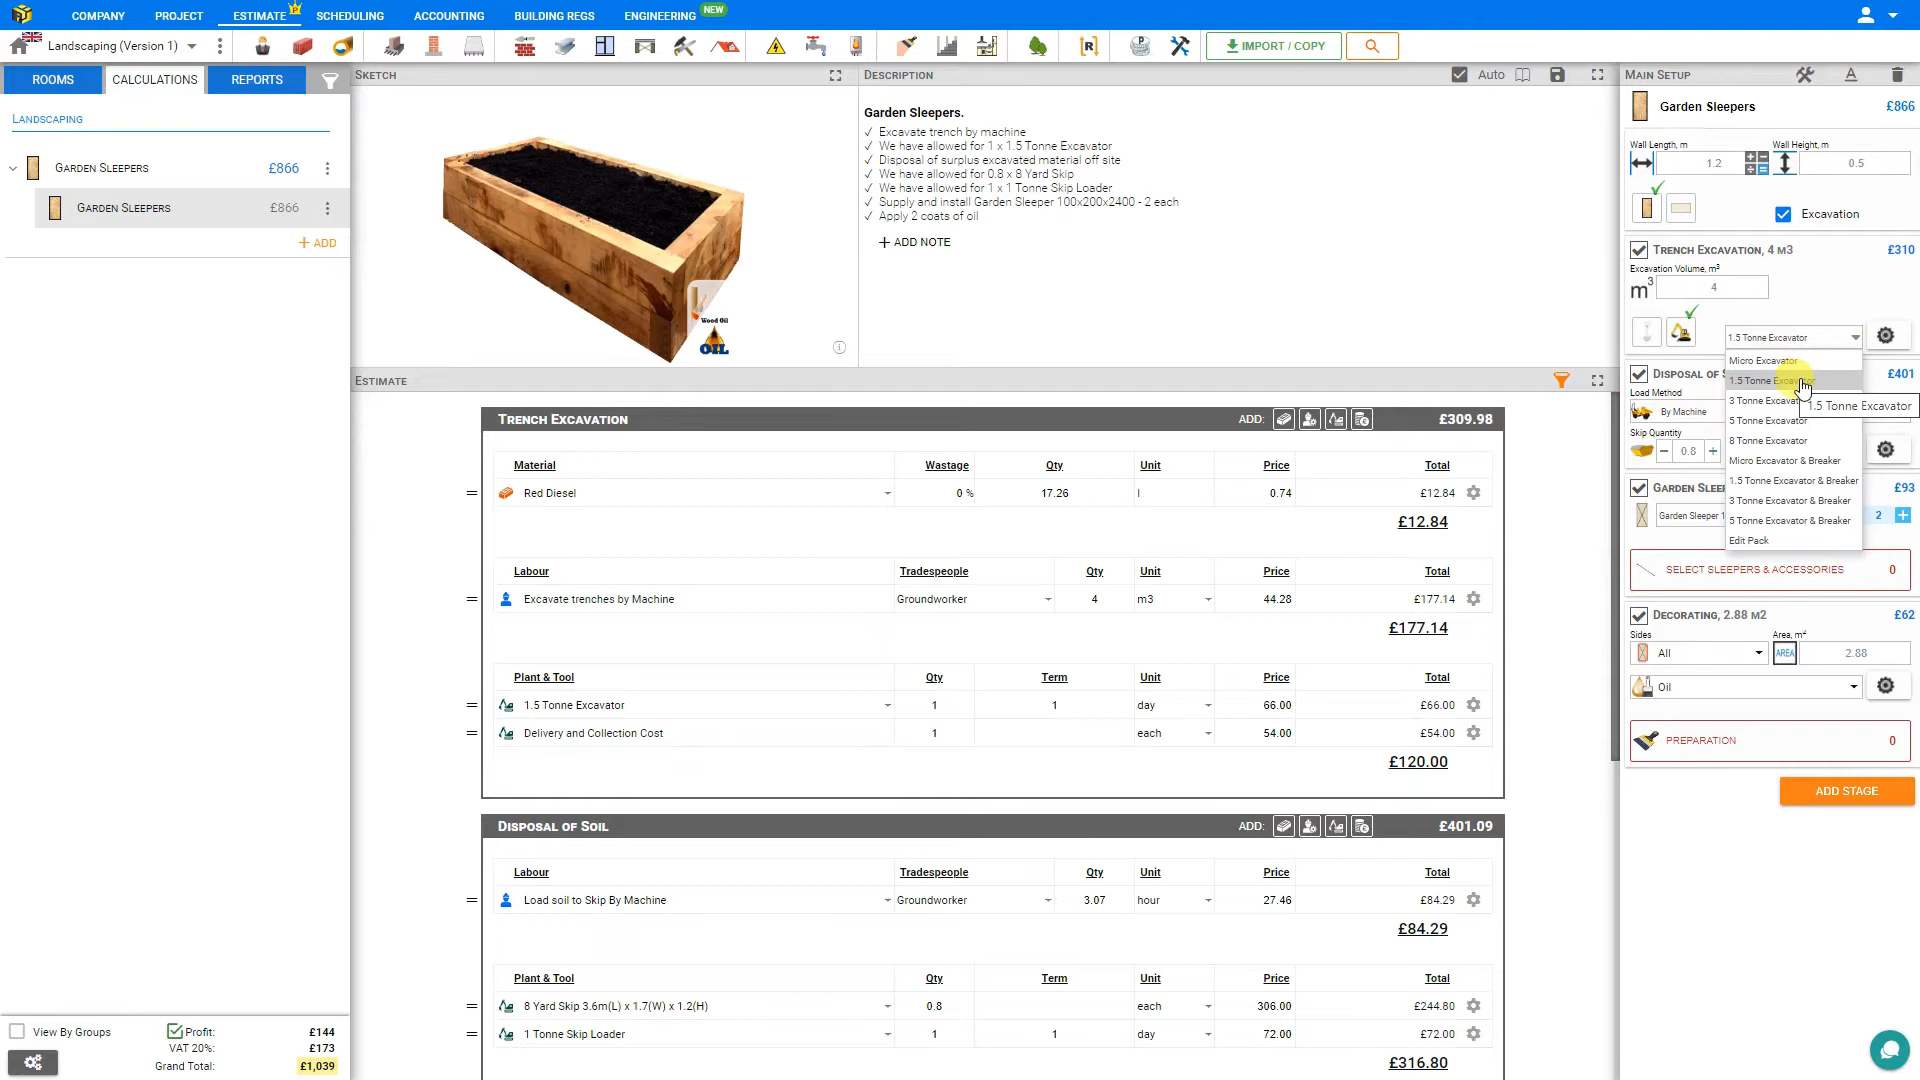 COMPANY PROJECT ESTIMATE SCHEDULING ACCOUNTING BUILDING REGS ENGINEERING NEW
Landscaping (Version 1) IMPORT / COPY
ROOMS CALCULATIONS REPORTS
LANDSCAPING
GARDEN SLEEPERS £866
GARDEN SLEEPERS £866
+ ADD
View By Groups Profit: £144
VAT 20%: £173
Grand Total: £1,039
SKETCH
Wood Oil
OIL
DESCRIPTION Auto
Garden Sleepers.
✓ Excavate trench by machine
✓ We have allowed for 1 x 1.5 Tonne Excavator
✓ Disposal of surplus excavated material off site
✓ We have allowed for 0.8 x 8 Yard Skip
✓ We have allowed for 1 x 1 Tonne Skip Loader
✓ Supply and install Garden Sleeper 100x200x2400 - 2 each
✓ Apply 2 coats of oil
+ ADD NOTE
ESTIMATE
TRENCH EXCAVATION ADD: £309.98
Material Wastage Qty Unit Price Total
= Red Diesel 0 % 17.26 l 0.74 £12.84
£12.84
Labour Tradespeople Qty Unit Price Total
= Excavate trenches by Machine Groundworker 4 m3 44.28 £177.14
£177.14
Plant & Tool Qty Term Unit Price Total
= 1.5 Tonne Excavator 1 1 day 66.00 £66.00
= Delivery and Collection Cost 1 each 54.00 £54.00
£120.00
DISPOSAL OF SOIL ADD: £401.09
Labour Tradespeople Qty Unit Price Total
= Load soil to Skip By Machine Groundworker 3.07 hour 27.46 £84.29
£84.29
Plant & Tool Qty Term Unit Price Total
= 8 Yard Skip 3.6m(L) x 1.7(W) x 1.2(H) 0.8 each 306.00 £244.80
= 1 Tonne Skip Loader 1 1 day 72.00 £72.00
£316.80
MAIN SETUP
Garden Sleepers £866
Wall Length, m Wall Height, m
1.2 0.5
Excavation
TRENCH EXCAVATION, 4 M3 £310
Excavation Volume, m³
m³ 4
1.5 Tonne Excavator
Micro Excavator
1.5 Tonne Excavator
3 Tonne
1.5 Tonne Excavator
5 Tonne Excavator
8 Tonne Excavator
Micro Excavator & Breaker
1.5 Tonne Excavator & Breaker
3 Tonne Excavator & Breaker
5 Tonne Excavator & Breaker
Edit Pack
DISPOSAL OF S £401
Load Method
By Machine
Skip Quantity
− 0.8 +
GARDEN SLEE £93
Garden Sleeper 1 2 +
SELECT SLEEPERS & ACCESSORIES 0
DECORATING, 2.88 M2 £62
Sides Area, m²
All AREA 2.88
Oil
PREPARATION 0
ADD STAGE